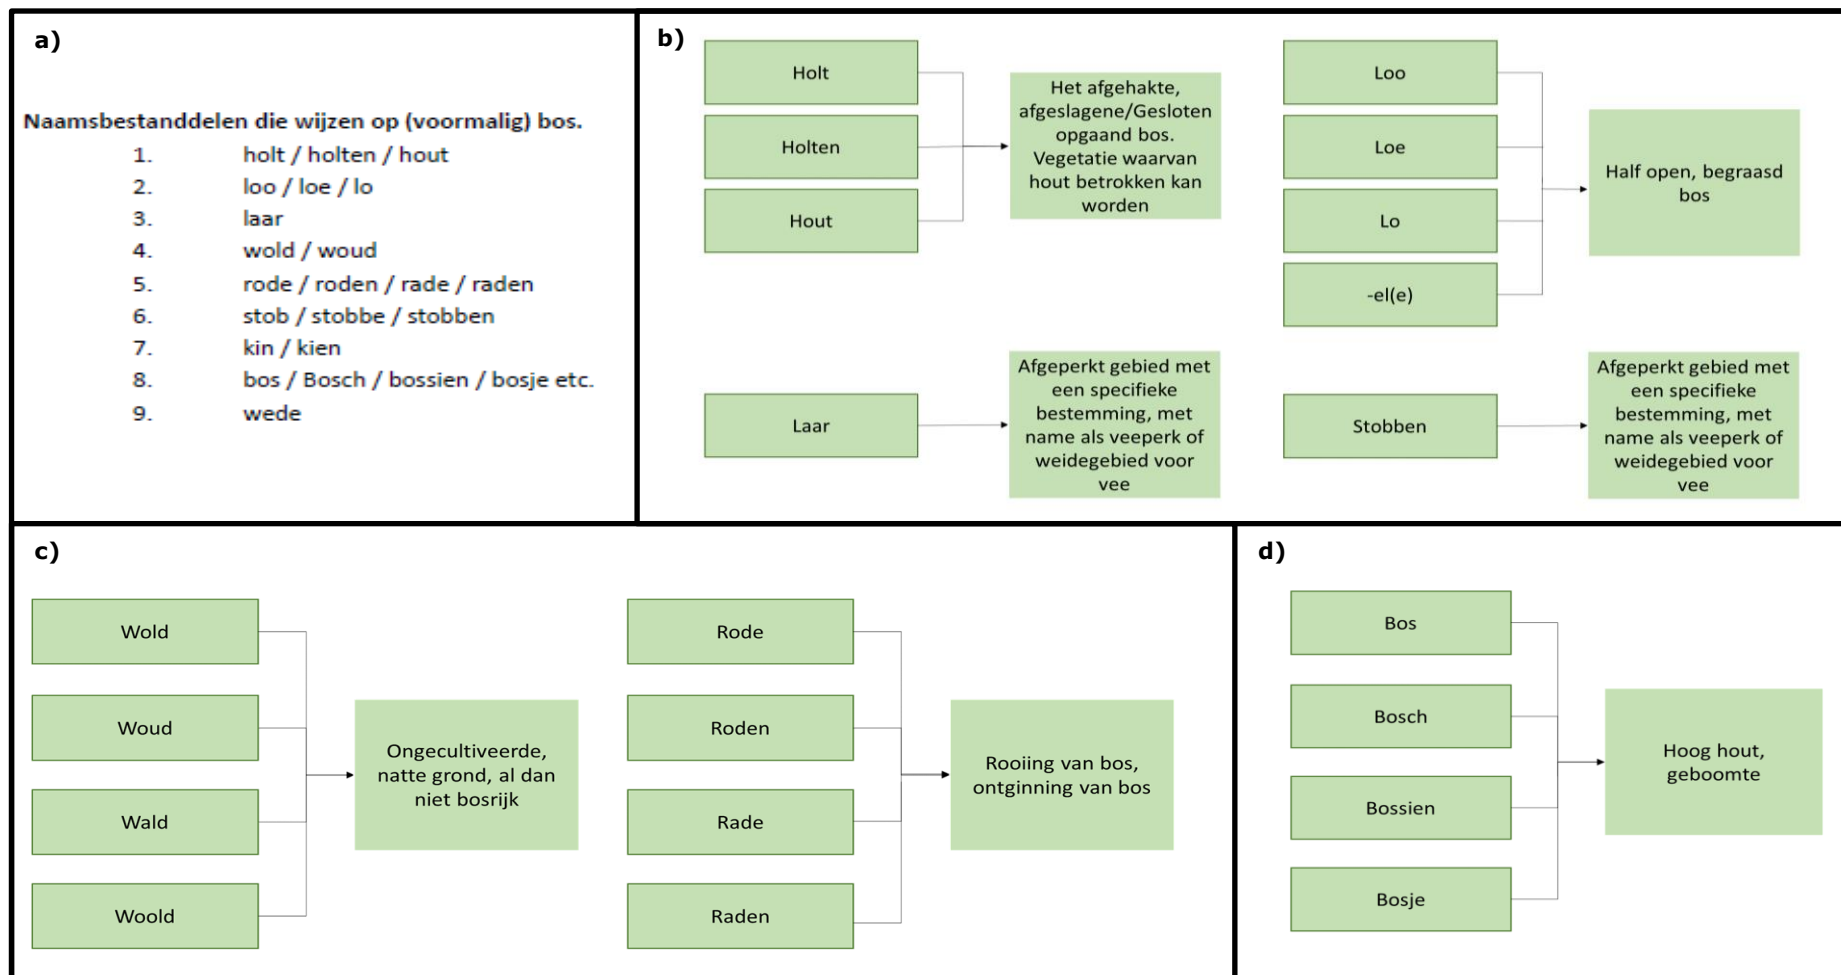 a)
Naamsbestanddelen die wijzen op (voormalig) bos.
1. holt / holten / hout
2. loo / loe / lo
3. laar
4. wold / woud
5. rode / roden / rade / raden
6. stob / stobbe / stobben
7. kin / kien
8. bos / Bosch / bossien / bosje etc.
9. wede
b)
Holt
Holten
Hout
Het afgehakte,
afgeslagene/Gesloten
opgaand bos.
Vegetatie waarvan
hout betrokken kan
worden
Loo
Loe
Lo
-el(e)
Half open, begraasd
bos
Laar
Afgeperkt gebied met
een specifieke
bestemming, met
name als veeperk of
weidegebied voor
vee
Stobben
Afgeperkt gebied met
een specifieke
bestemming, met
name als veeperk of
weidegebied voor
vee
c)
Wold
Woud
Wald
Woold
Ongecultiveerde,
natte grond, al dan
niet bosrijk
Rode
Roden
Rade
Raden
Rooiing van bos,
ontginning van bos
d)
Bos
Bosch
Bossien
Bosje
Hoog hout,
geboomte